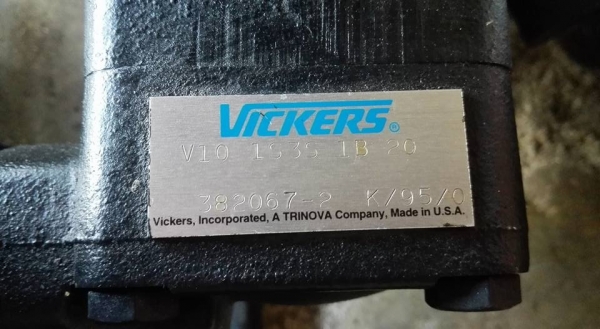 VICKERS®
V10 1S3S 1B 20
382067-2 K/95/0
Vickers, Incorporated, A TRINOVA Company, Made in U.S.A.